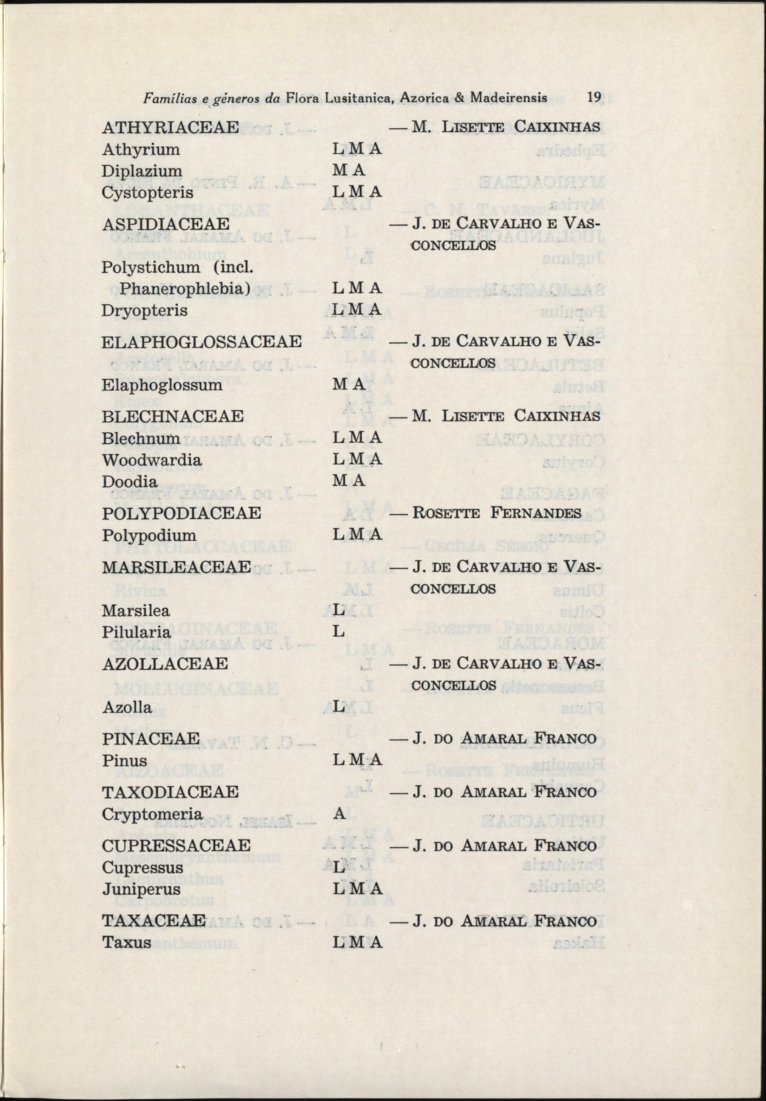 Famílias e géneros da Flora Lusitanica, Azorica & Madeirensis 19
ATHYRIACEAE — M. LISETTE CAIXINHAS
Athyrium L M A
Diplazium M A
Cystopteris L M A
ASPIDIACEAE — J. DE CARVALHO E VAS-
CONCELLOS
Polystichum (incl.
Phanerophlebia) L M A
Dryopteris L M A
ELAPHOGLOSSACEAE — J. DE CARVALHO E VAS-
CONCELLOS
Elaphoglossum M A
BLECHNACEAE — M. LISETTE CAIXINHAS
Blechnum L M A
Woodwardia L M A
Doodia M A
POLYPODIACEAE — ROSETTE FERNANDES
Polypodium L M A
MARSILEACEAE — J. DE CARVALHO E VAS-
CONCELLOS
Marsilea L
Pilularia L
AZOLLACEAE — J. DE CARVALHO E VAS-
CONCELLOS
Azolla L
PINACEAE — J. DO AMARAL FRANCO
Pinus L M A
TAXODIACEAE — J. DO AMARAL FRANCO
Cryptomeria A
CUPRESSACEAE — J. DO AMARAL FRANCO
Cupressus L
Juniperus L M A
TAXACEAE — J. DO AMARAL FRANCO
Taxus L M A